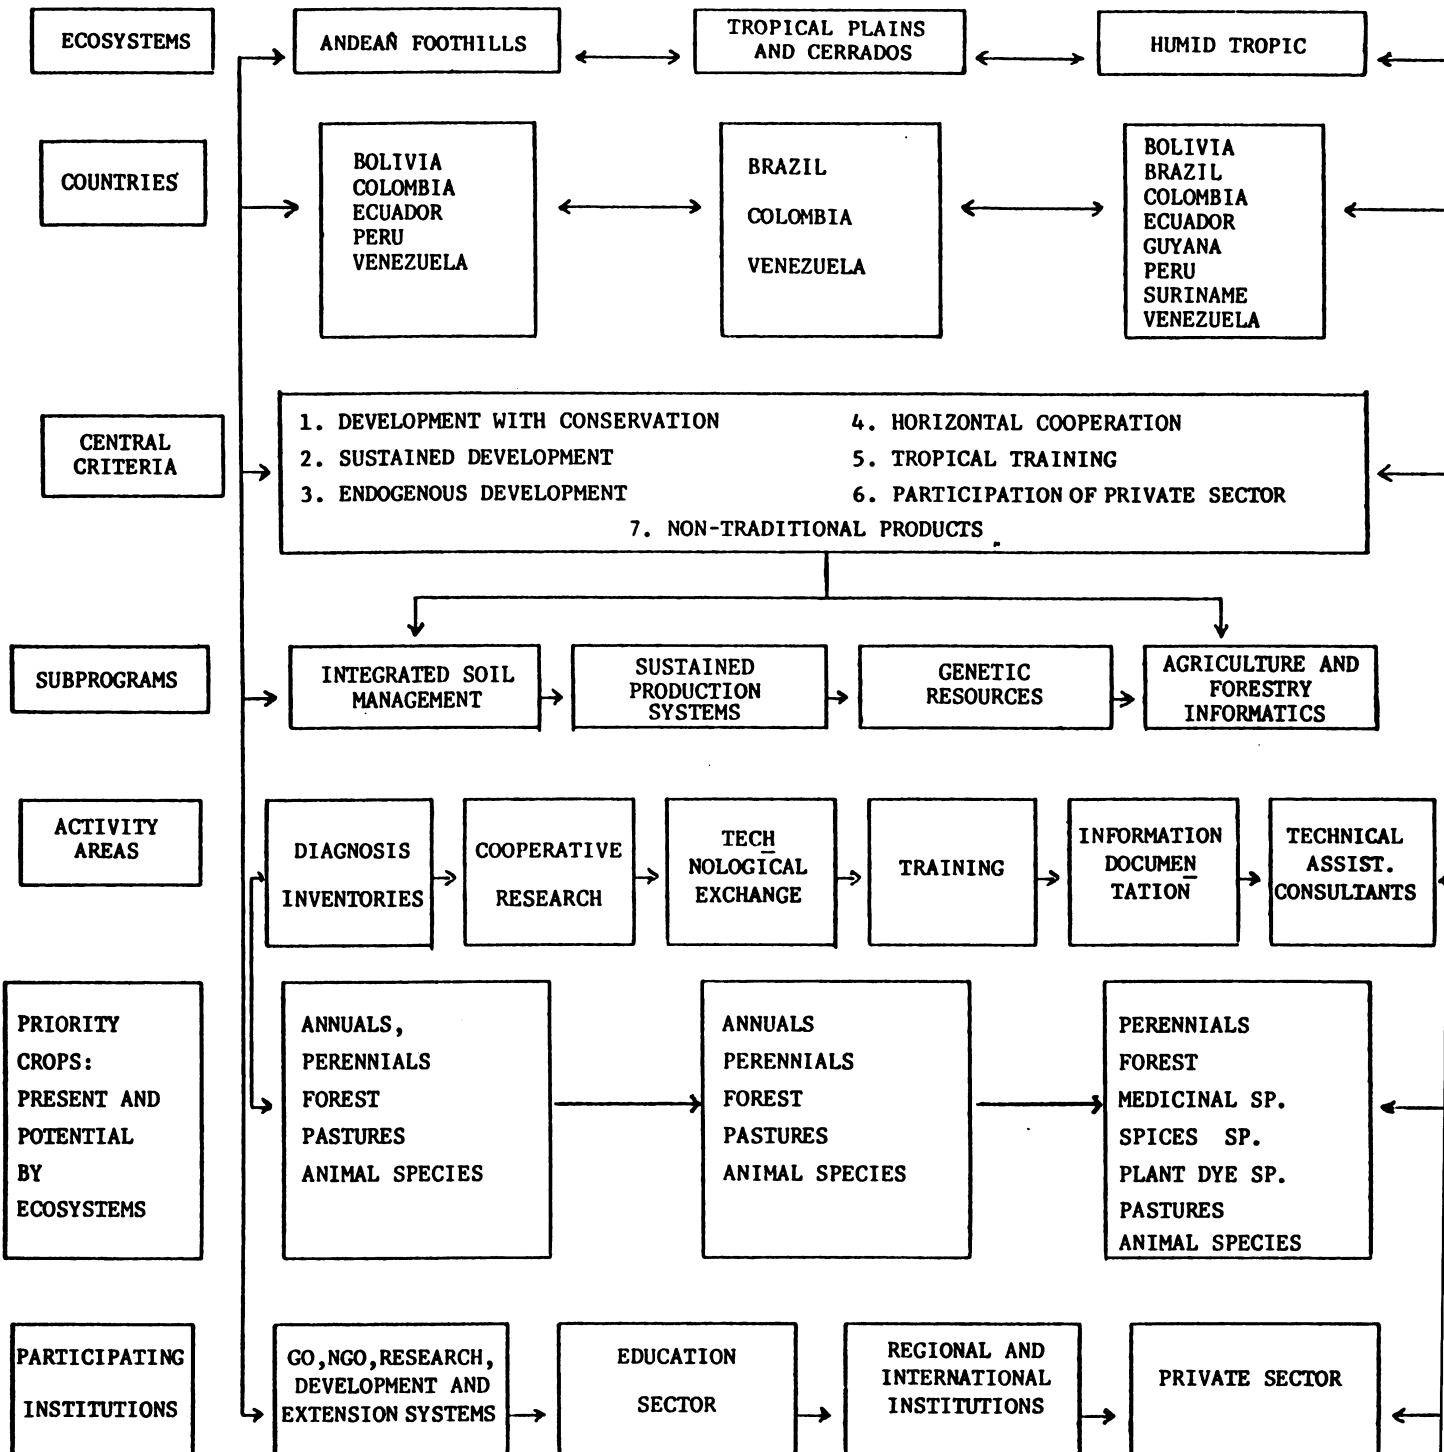 ECOSYSTEMS
ANDEAN FOOTHILLS
TROPICAL PLAINS
AND CERRADOS
HUMID TROPIC
COUNTRIES
BOLIVIA
COLOMBIA
ECUADOR
PERU
VENEZUELA
BRAZIL
COLOMBIA
VENEZUELA
BOLIVIA
BRAZIL
COLOMBIA
ECUADOR
GUYANA
PERU
SURINAME
VENEZUELA
CENTRAL
CRITERIA
1. DEVELOPMENT WITH CONSERVATION
2. SUSTAINED DEVELOPMENT
3. ENDOGENOUS DEVELOPMENT
4. HORIZONTAL COOPERATION
5. TROPICAL TRAINING
6. PARTICIPATION OF PRIVATE SECTOR
7. NON-TRADITIONAL PRODUCTS
SUBPROGRAMS
INTEGRATED SOIL
MANAGEMENT
SUSTAINED
PRODUCTION
SYSTEMS
GENETIC
RESOURCES
AGRICULTURE AND
FORESTRY
INFORMATICS
ACTIVITY
AREAS
DIAGNOSIS
INVENTORIES
COOPERATIVE
RESEARCH
TECH
NOLOGICAL
EXCHANGE
TRAINING
INFORMATION
DOCUMEN
TATION
TECHNICAL
ASSIST.
CONSULTANTS
PRIORITY
CROPS:
PRESENT AND
POTENTIAL
BY
ECOSYSTEMS
ANNUALS,
PERENNIALS
FOREST
PASTURES
ANIMAL SPECIES
ANNUALS
PERENNIALS
FOREST
PASTURES
ANIMAL SPECIES
PERENNIALS
FOREST
MEDICINAL SP.
SPICES SP.
PLANT DYE SP.
PASTURES
ANIMAL SPECIES
PARTICIPATING
INSTITUTIONS
GO,NGO,RESEARCH,
DEVELOPMENT AND
EXTENSION SYSTEMS
EDUCATION
SECTOR
REGIONAL AND
INTERNATIONAL
INSTITUTIONS
PRIVATE SECTOR